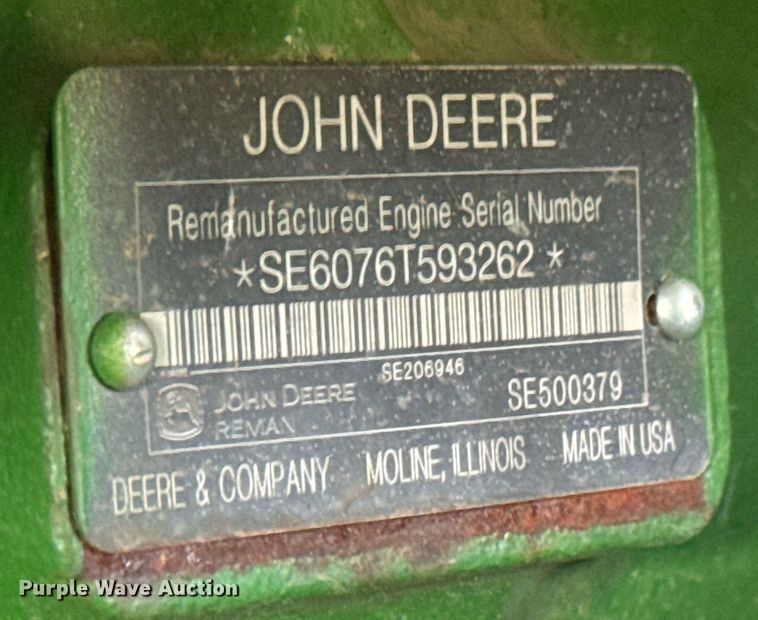 JOHN DEERE
Remanufactured Engine Serial Number
*SE6076T593262*
SE206946
JOHN DEERE
REMAN
SE500379
DEERE & COMPANY MOLINE, ILLINOIS MADE IN USA
Purple Wave Auction